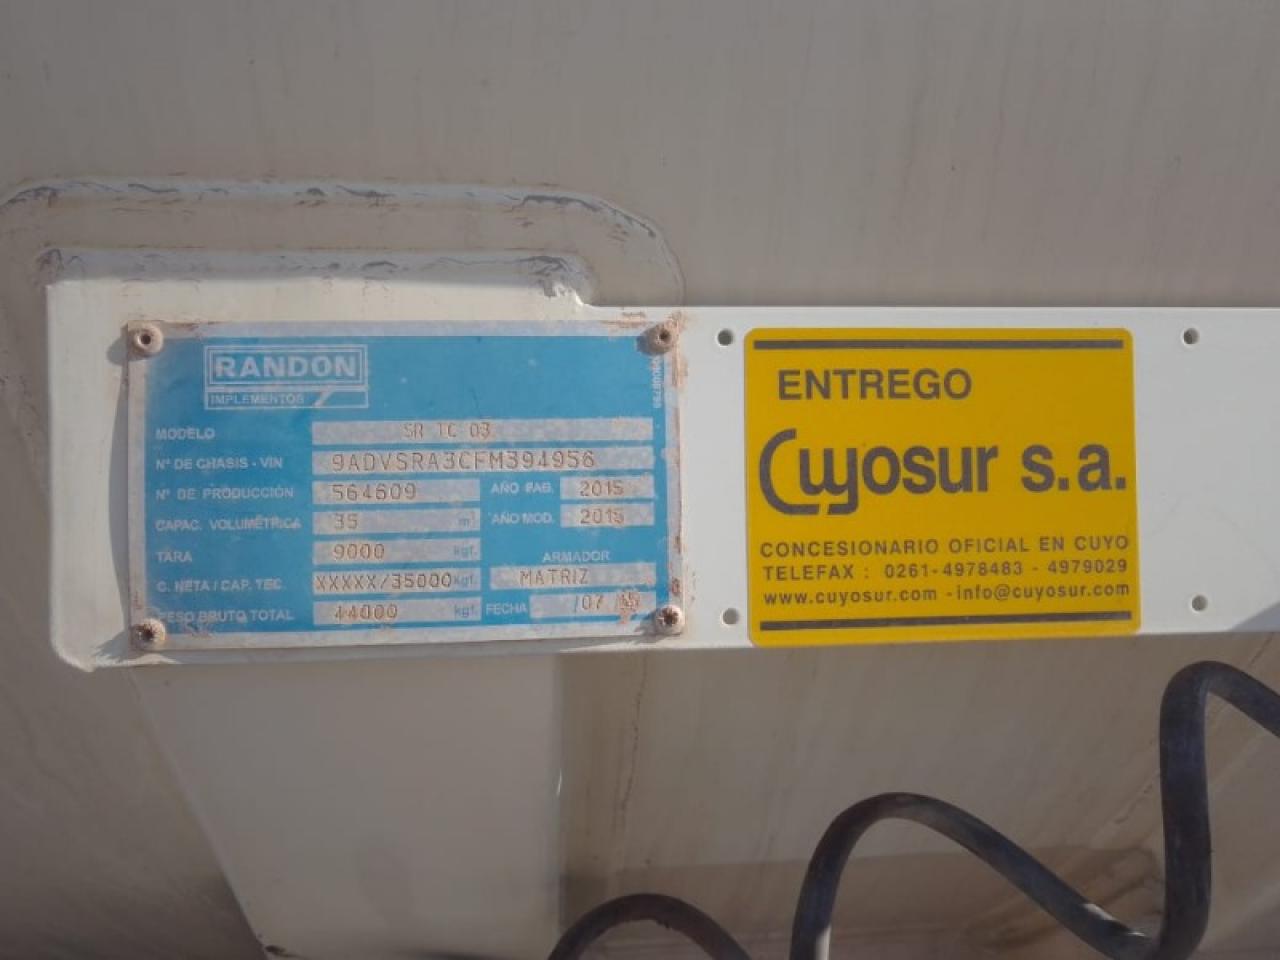 RANDON
IMPLEMENTOS
MODELO SR TC 03
Nº DE CHASIS - VIN 9ADVSRA3CFM394956
Nº DE PRODUCCIÓN 564609 AÑO FAB. 2015
CAPAC. VOLUMÉTRICA 35 m³ AÑO MOD. 2015
TARA 9000 kgf. ARMADOR
C. NETA / CAP. TEC. XXXXX/35000 kgf. MATRIZ
PESO BRUTO TOTAL 44000 kgf. FECHA /07 /15
ENTREGO
Cuyosur s.a.
CONCESIONARIO OFICIAL EN CUYO
TELEFAX : 0261-4978483 - 4979029
www.cuyosur.com - info@cuyosur.com